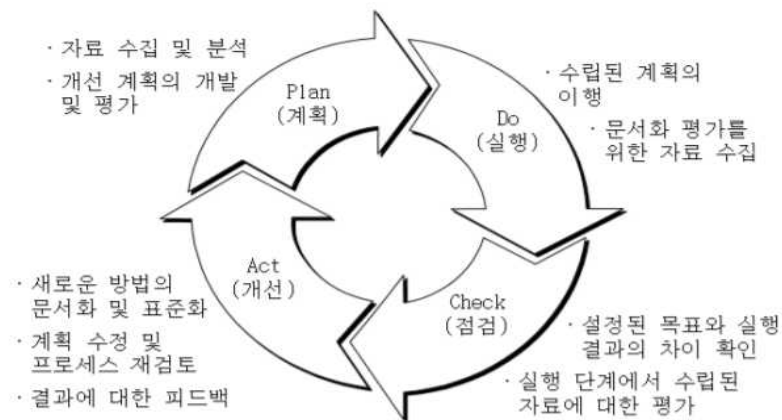 · 자료 수집 및 분석
· 개선 계획의 개발
및 평가
Plan
(계획)
Do
(실행)
· 수립된 계획의
이행
· 문서화 평가를
위한 자료 수집
Check
(점검)
· 설정된 목표와 실행
결과의 차이 확인
· 실행 단계에서 수립된
자료에 대한 평가
Act
(개선)
· 새로운 방법의
문서화 및 표준화
· 계획 수정 및
프로세스 재검토
· 결과에 대한 피드백